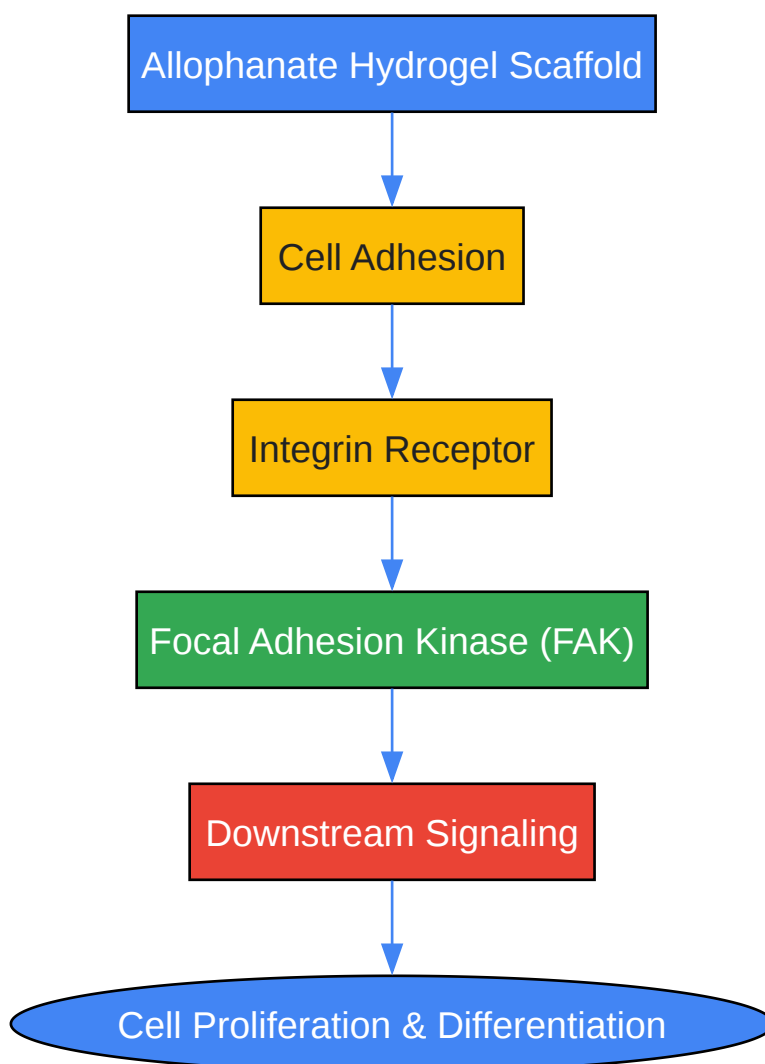 Allophanate Hydrogel Scaffold
Cell Adhesion
Integrin Receptor
Focal Adhesion Kinase (FAK)
Downstream Signaling
Cell Proliferation & Differentiation